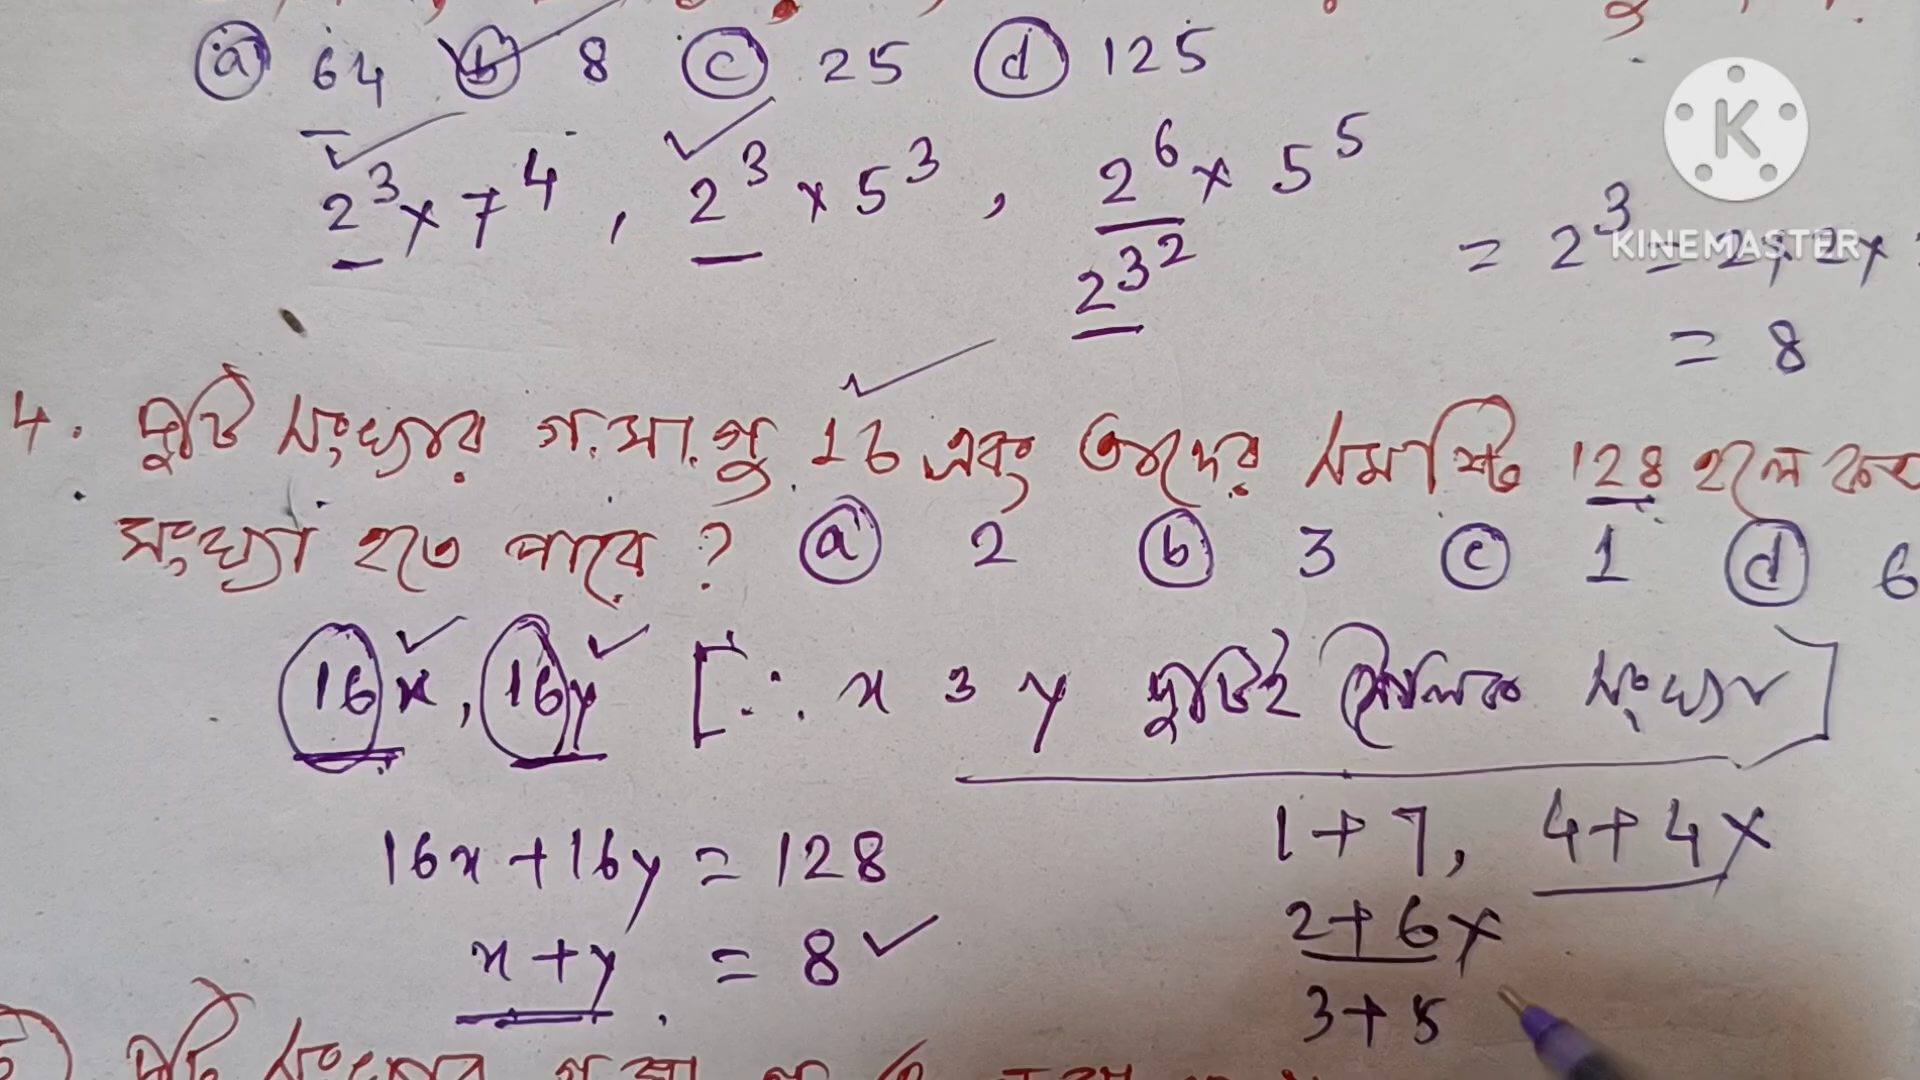 ⓐ 64 ⓑ 8 ⓒ 25 ⓓ 125
2³ × 7⁴, 2³ × 5³, 2⁶ × 5⁵
2³²
= 2³ = 2×2×
= 8
K
KINEMASTER
4. দুটি সংখ্যার গ.সা.গু. 16 এবং তাদের সমষ্টি 128 হলে
সংখ্যা হতে পারে ? ⓐ 2 ⓑ 3 ⓒ 1 ⓓ 6
16x, 16y [∵ x ও y দুটিই মৌলিক সংখ্যা]
16x + 16y = 128
x + y = 8
1+7, 4+4 ×
2+6 ×
3+5
দুটি সংখ্যার